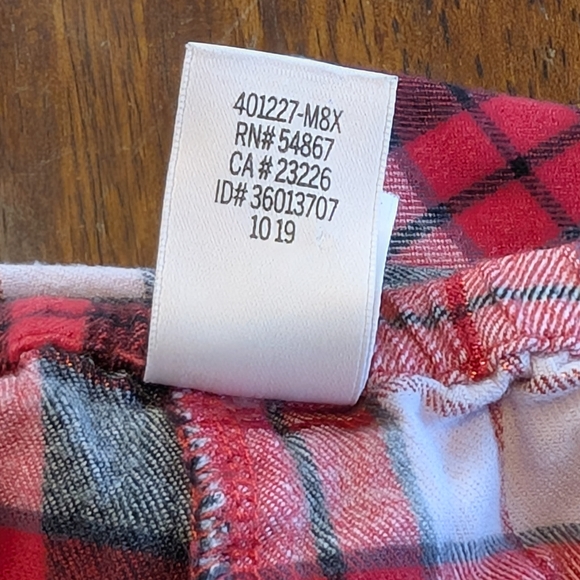 401227-M8X
RN# 54867
CA # 23226
ID# 36013707
10 19